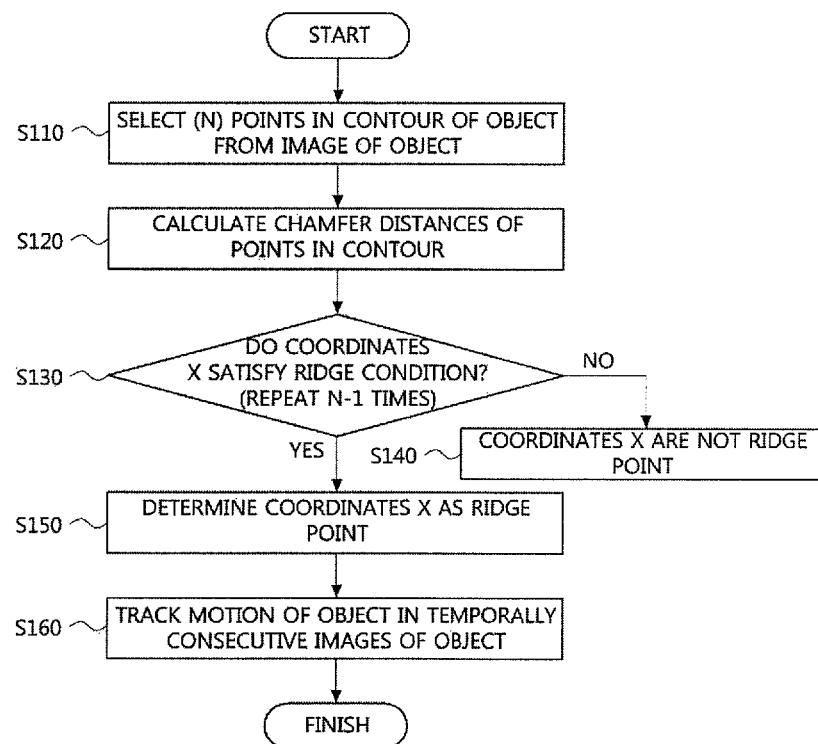 START
S110
SELECT (N) POINTS IN CONTOUR OF OBJECT
FROM IMAGE OF OBJECT
S120
CALCULATE CHAMFER DISTANCES OF
POINTS IN CONTOUR
S130
DO COORDINATES
X SATISFY RIDGE CONDITION?
(REPEAT N-1 TIMES)
NO
YES
S140
COORDINATES X ARE NOT RIDGE
POINT
S150
DETERMINE COORDINATES X AS RIDGE
POINT
S160
TRACK MOTION OF OBJECT IN TEMPORALLY
CONSECUTIVE IMAGES OF OBJECT
FINISH